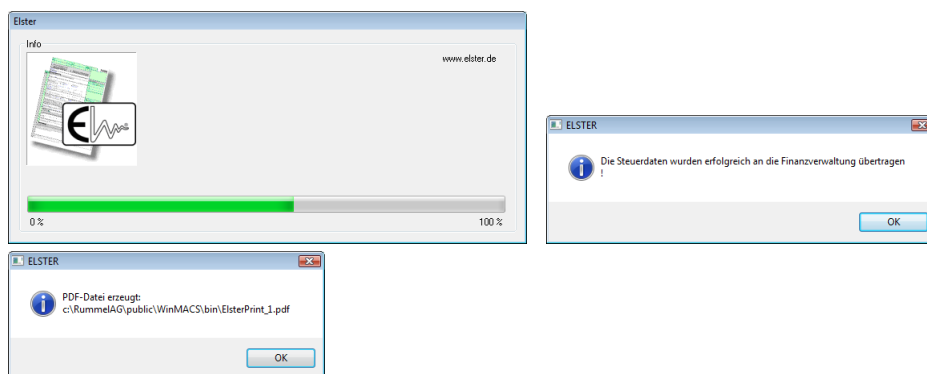 Elster
Info
www.elster.de
0 %
100 %
ELSTER
Die Steuerdaten wurden erfolgreich an die Finanzverwaltung übertragen
!
OK
ELSTER
PDF-Datei erzeugt:
c:\RummelAG\public\WinMACS\bin\ElsterPrint_1.pdf
OK